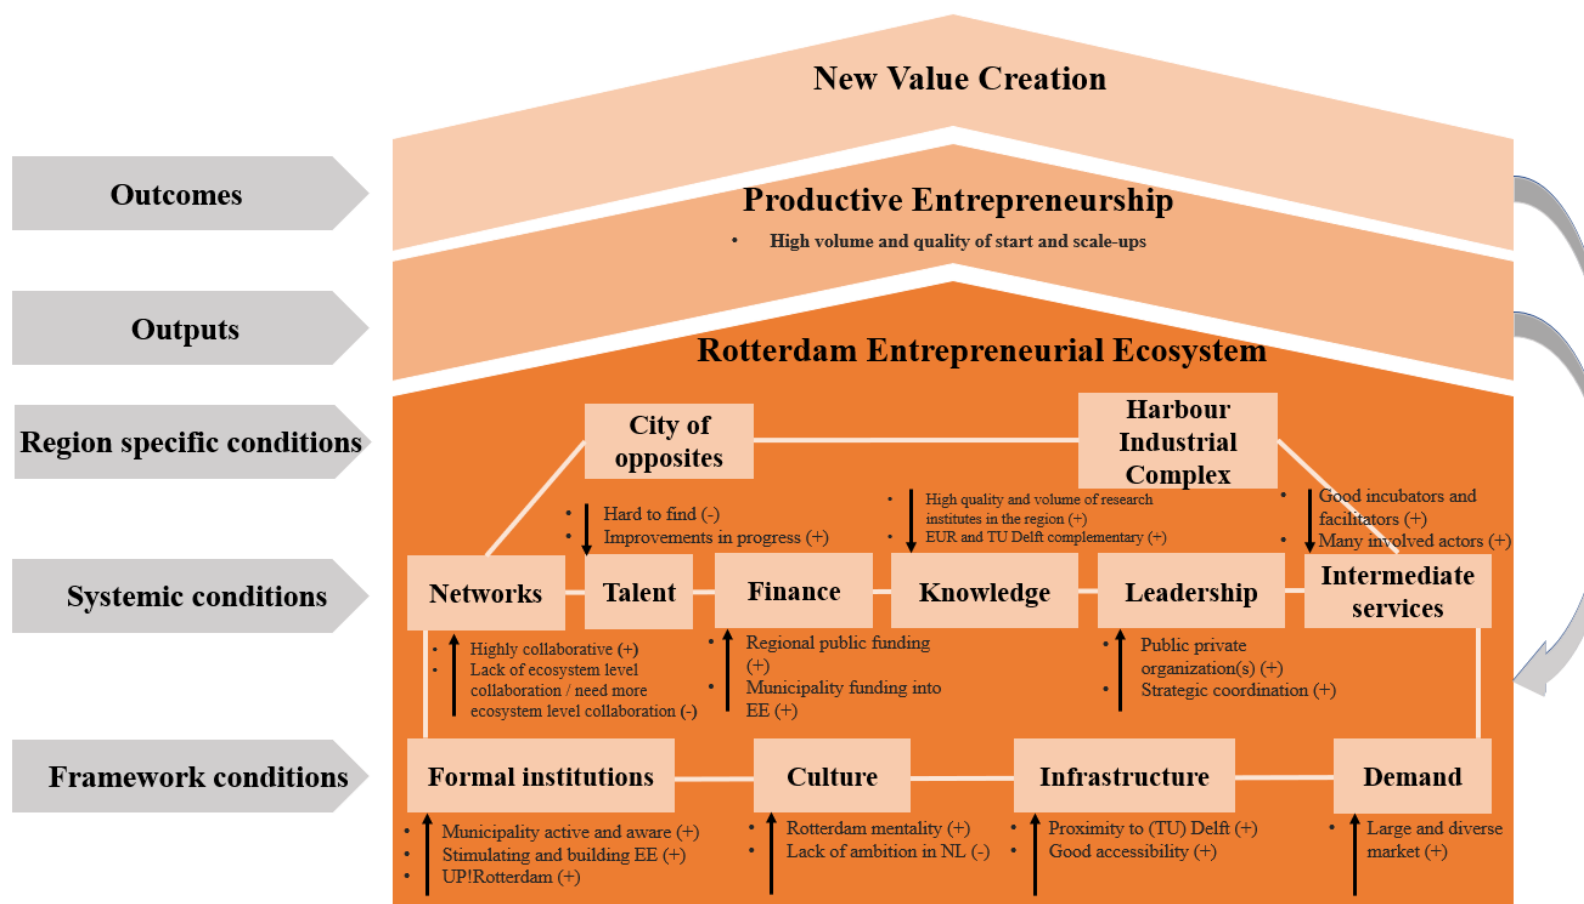 New Value Creation
Outcomes
Productive Entrepreneurship
• High volume and quality of start and scale-ups
Outputs
Rotterdam Entrepreneurial Ecosystem
Region specific conditions
City of
opposites
Harbour
Industrial
Complex
• Hard to find (-)
• Improvements in progress (+)
• High quality and volume of research
institutes in the region (+)
• EUR and TU Delft complementary (+)
• Good incubators and
facilitators (+)
• Many involved actors (+)
Systemic conditions
Networks
Talent
Finance
Knowledge
Leadership
Intermediate
services
• Highly collaborative (+)
• Lack of ecosystem level
collaboration / need more
ecosystem level collaboration (-)
• Regional public funding
(+)
• Municipality funding into
EE (+)
• Public private
organization(s) (+)
• Strategic coordination (+)
Framework conditions
Formal institutions
Culture
Infrastructure
Demand
• Municipality active and aware (+)
• Stimulating and building EE (+)
• UP!Rotterdam (+)
• Rotterdam mentality (+)
• Lack of ambition in NL (-)
• Proximity to (TU) Delft (+)
• Good accessibility (+)
• Large and diverse
market (+)